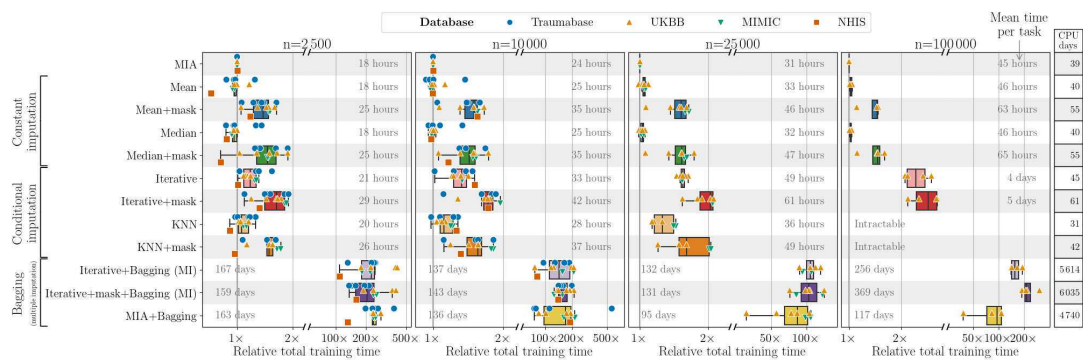 Database Traumabase UKBB MIMIC NHIS
Mean time
per task
CPU
days
n=2500 n=10000 n=25000 n=100000
MIA 18 hours 24 hours 31 hours 45 hours 39
Mean 18 hours 25 hours 33 hours 46 hours 40
Mean+mask 25 hours 35 hours 46 hours 63 hours 55
Median 18 hours 25 hours 32 hours 46 hours 40
Median+mask 25 hours 35 hours 47 hours 65 hours 55
Iterative 21 hours 33 hours 49 hours 4 days 45
Iterative+mask 29 hours 42 hours 61 hours 5 days 61
KNN 20 hours 28 hours 36 hours Intractable 31
KNN+mask 26 hours 37 hours 49 hours Intractable 42
Iterative+Bagging (MI) 167 days 137 days 132 days 256 days 5614
Iterative+mask+Bagging (MI) 159 days 143 days 131 days 369 days 6035
MIA+Bagging 163 days 136 days 95 days 117 days 4740
Constant
imputation
Conditional
imputation
Bagging
(multiple imputation)
1× 2× 100× 200× 500× 1× 2× 100× 200× 500× 1× 2× 50× 100× 1× 2× 50× 100× 200×
Relative total training time Relative total training time Relative total training time Relative total training time